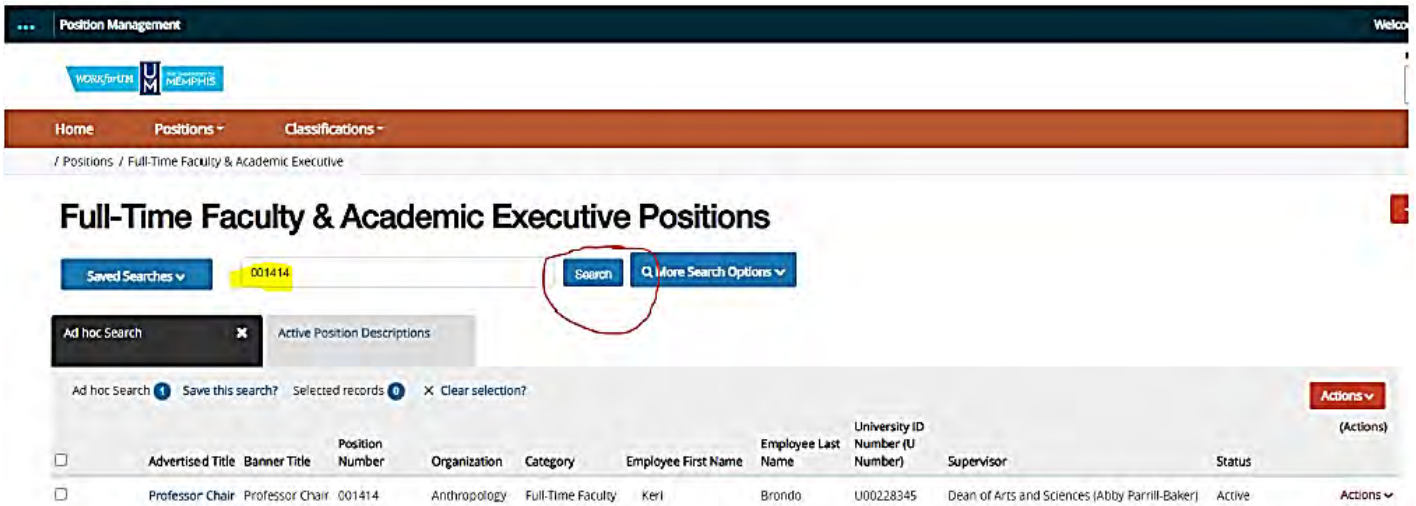 Position Management Welco
WORKforUM UM THE UNIVERSITY OF MEMPHIS
Home Positions Classifications
/ Positions / Full-Time Faculty & Academic Executive
Full-Time Faculty & Academic Executive Positions
Saved Searches 001414 Search More Search Options
Ad hoc Search Active Position Descriptions
Ad hoc Search 1 Save this search? Selected records 0 X Clear selection?
Actions
Advertised Title Banner Title Position Number Organization Category Employee First Name Employee Last Name University ID Number (U Number) Supervisor Status (Actions)
Professor Chair Professor Chair 001414 Anthropology Full-Time Faculty Keri Brondo U00228345 Dean of Arts and Sciences (Abby Parrill-Baker) Active Actions